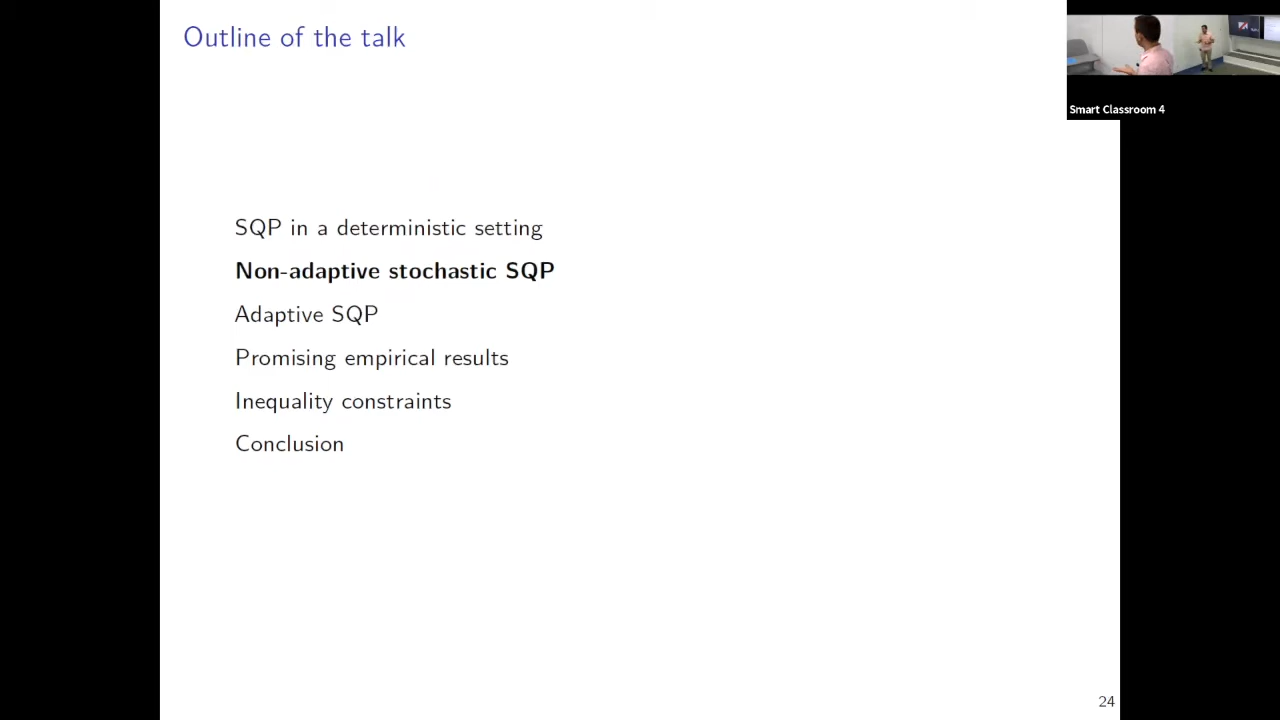 Outline of the talk
Smart Classroom 4
SQP in a deterministic setting
Non-adaptive stochastic SQP
Adaptive SQP
Promising empirical results
Inequality constraints
Conclusion
24